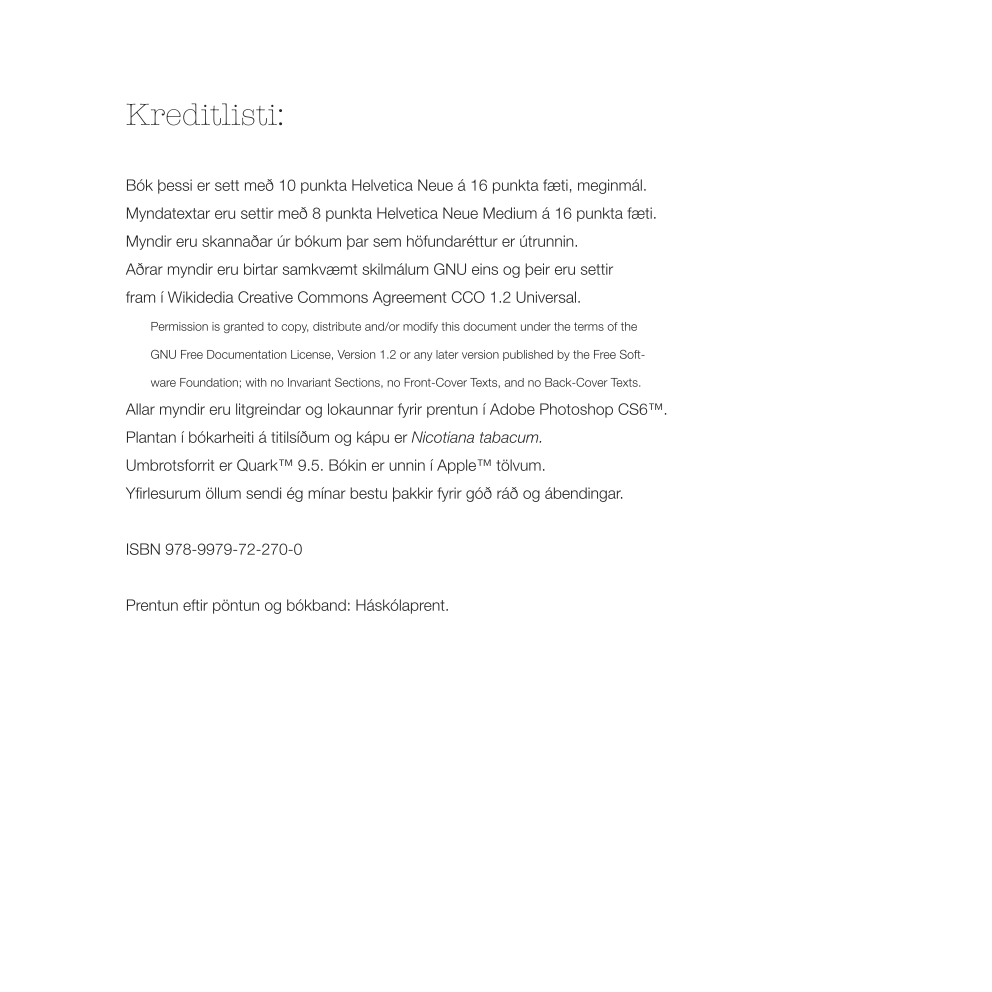 Kreditlisti:
Bók þessi er sett með 10 punkta Helvetica Neue á 16 punkta fæti, meginmál.
Myndatextar eru settir með 8 punkta Helvetica Neue Medium á 16 punkta fæti.
Myndir eru skannaðar úr bókum þar sem höfundaréttur er útrunnin.
Aðrar myndir eru birtar samkvæmt skilmálum GNU eins og þeir eru settir
fram í Wikidedia Creative Commons Agreement CCO 1.2 Universal.
Permission is granted to copy, distribute and/or modify this document under the terms of the
GNU Free Documentation License, Version 1.2 or any later version published by the Free Soft-
ware Foundation; with no Invariant Sections, no Front-Cover Texts, and no Back-Cover Texts.
Allar myndir eru litgreindar og lokaunnar fyrir prentun í Adobe Photoshop CS6™.
Plantan í bókarheiti á titilsíðum og kápu er Nicotiana tabacum.
Umbrotsforrit er Quark™ 9.5. Bókin er unnin í Apple™ tölvum.
Yfirlesurum öllum sendi ég mínar bestu þakkir fyrir góð ráð og ábendingar.
ISBN 978-9979-72-270-0
Prentun eftir pöntun og bókband: Háskólaprent.